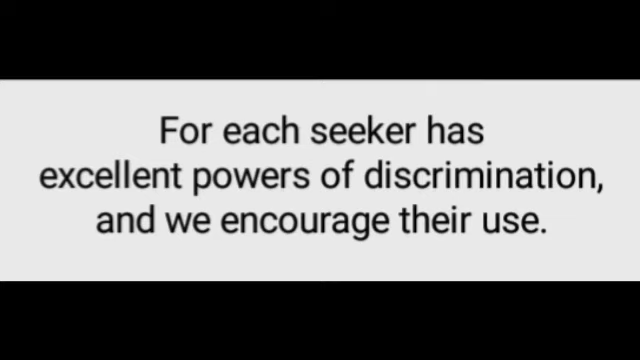 For each seeker has
excellent powers of discrimination,
and we encourage their use.